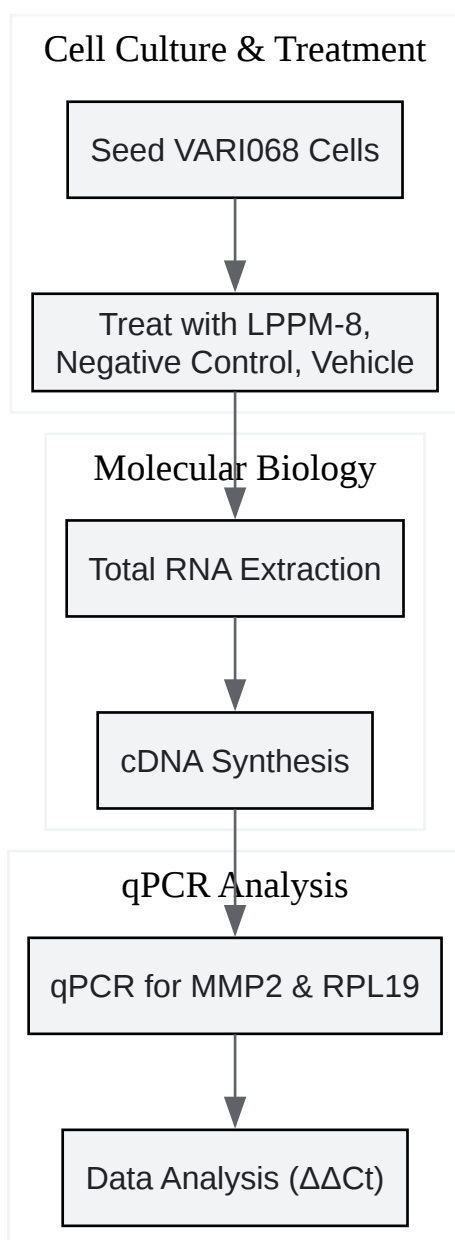 Cell Culture & Treatment
Seed VARI068 Cells
Treat with LPPM-8,
Negative Control, Vehicle
Molecular Biology
Total RNA Extraction
cDNA Synthesis
qPCR Analysis
qPCR for MMP2 & RPL19
Data Analysis (ΔΔCt)